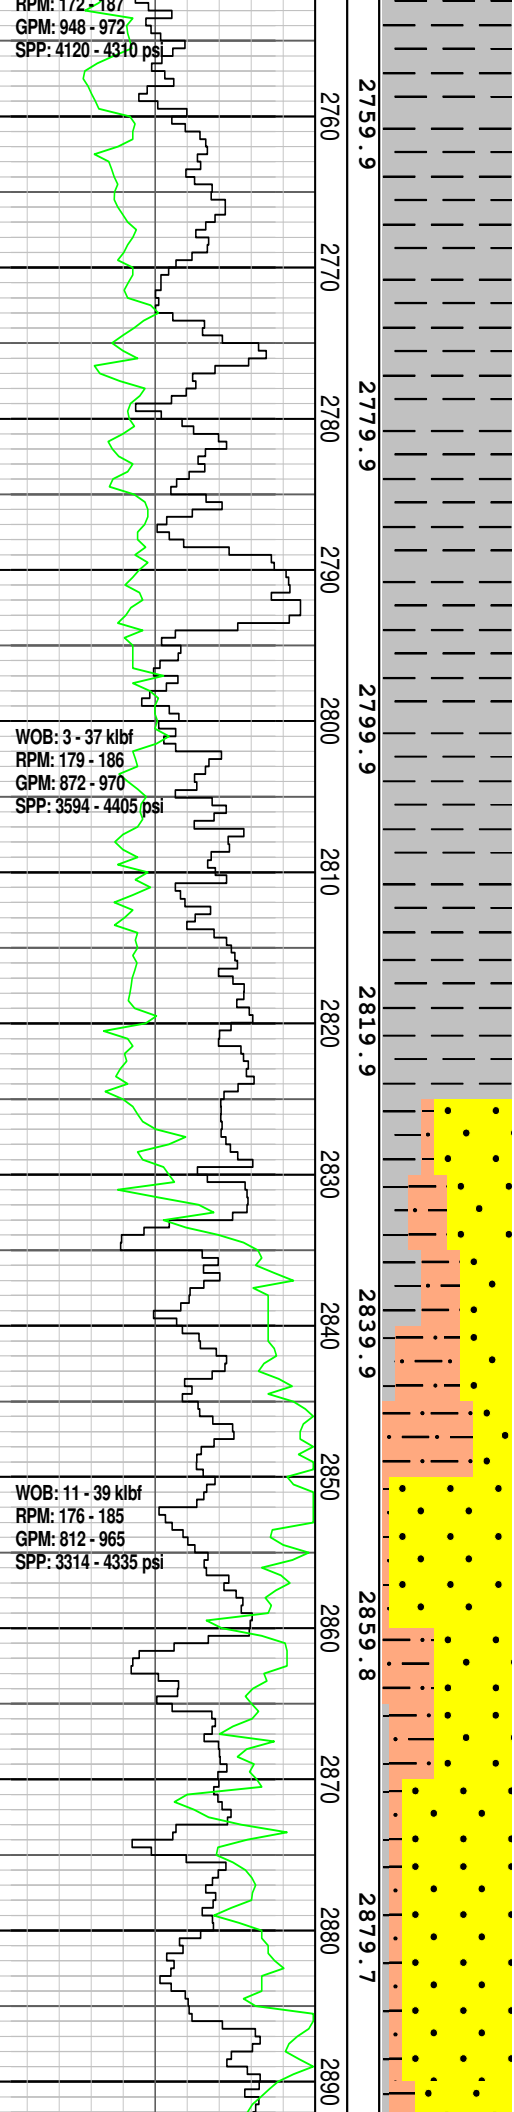 RPM: 172 - 187
GPM: 948 - 972
SPP: 4120 - 4310 psi
2760
2759.9
2770
2780
2779.9
2790
2800
2799.9
WOB: 3 - 37 klbf
RPM: 179 - 186
GPM: 872 - 970
SPP: 3594 - 4405 psi
2810
2820
2819.9
2830
2840
2839.9
2850
WOB: 11 - 39 klbf
RPM: 176 - 185
GPM: 812 - 965
SPP: 3314 - 4335 psi
2860
2859.8
2870
2880
2879.7
2890